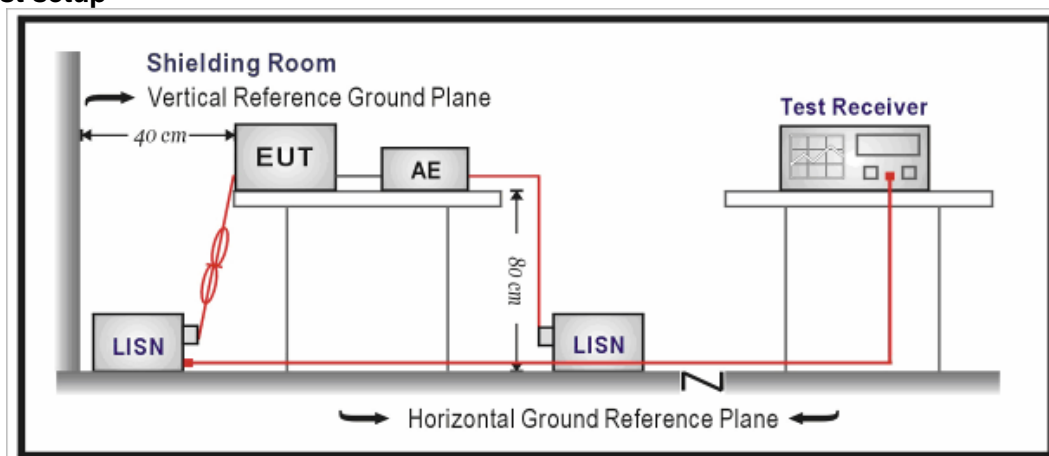 Shielding Room
Vertical Reference Ground Plane
40 cm
EUT
AE
Test Receiver
80 cm
LISN
LISN
Horizontal Ground Reference Plane